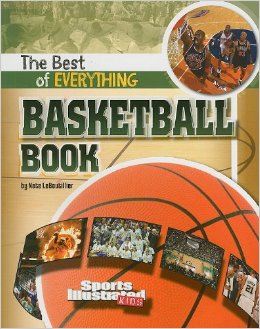 The Best
of EVERYTHING
BASKETBALL
BOOK
by Nate LeBoutillier
Sports
Illustrated
KIDS